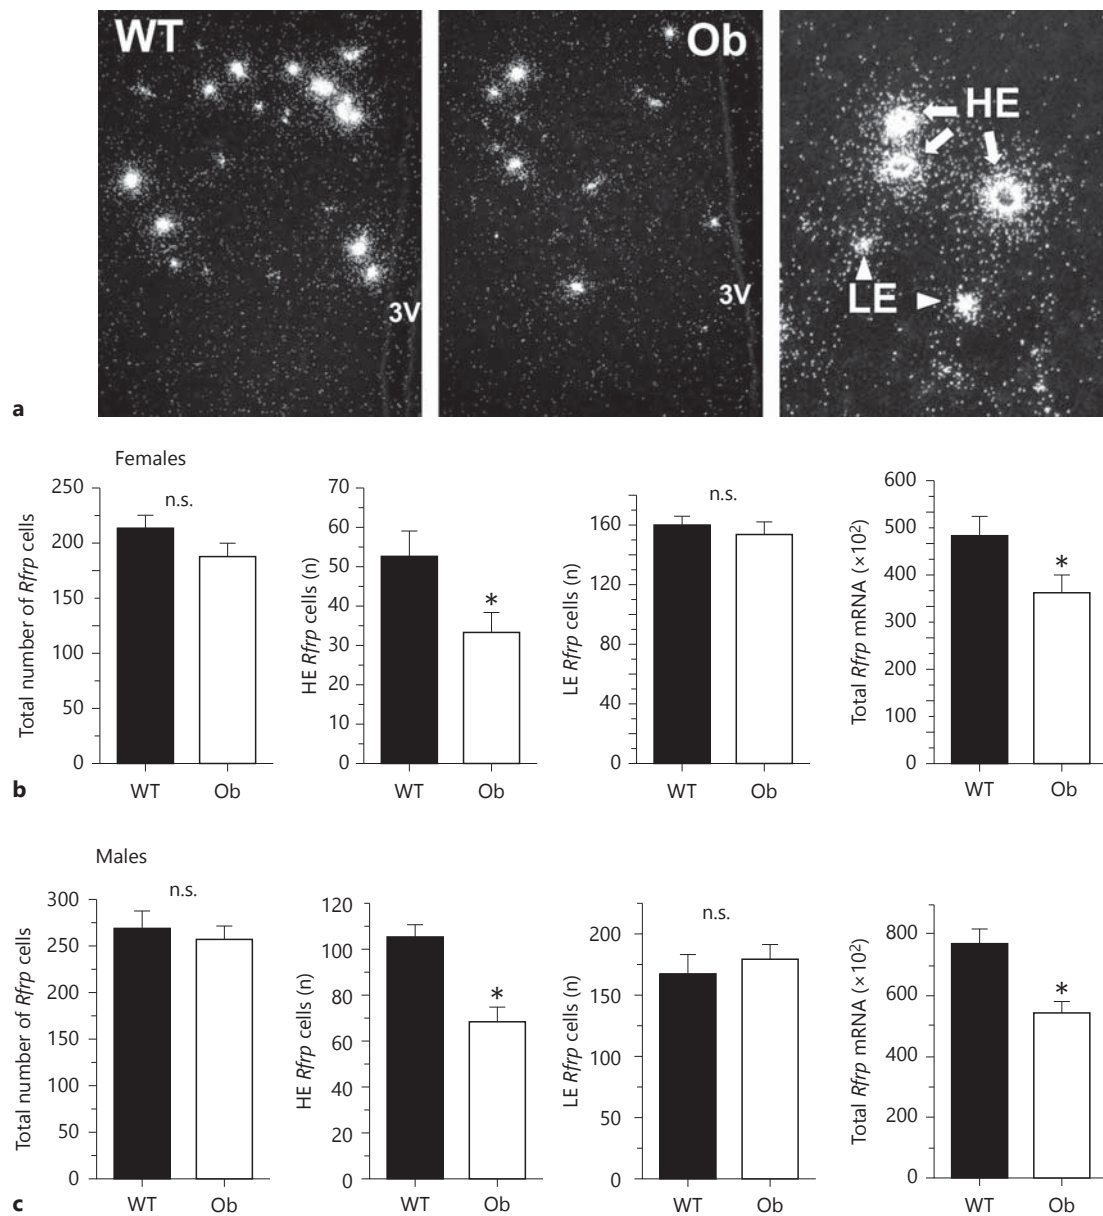 WT
3V
Ob
3V
HE
LE
a
Females
Total number of Rfrp cells
250
200
150
100
50
0
n.s.
WT Ob
HE Rfrp cells (n)
70
60
50
40
30
20
10
0
*
WT Ob
LE Rfrp cells (n)
160
120
80
40
0
n.s.
WT Ob
Total Rfrp mRNA (×10²)
600
500
400
300
200
100
0
*
WT Ob
b
Males
Total number of Rfrp cells
300
250
200
150
100
50
0
n.s.
WT Ob
HE Rfrp cells (n)
120
100
80
60
40
20
0
*
WT Ob
LE Rfrp cells (n)
200
150
100
50
0
n.s.
WT Ob
Total Rfrp mRNA (×10²)
800
600
400
200
0
*
WT Ob
c